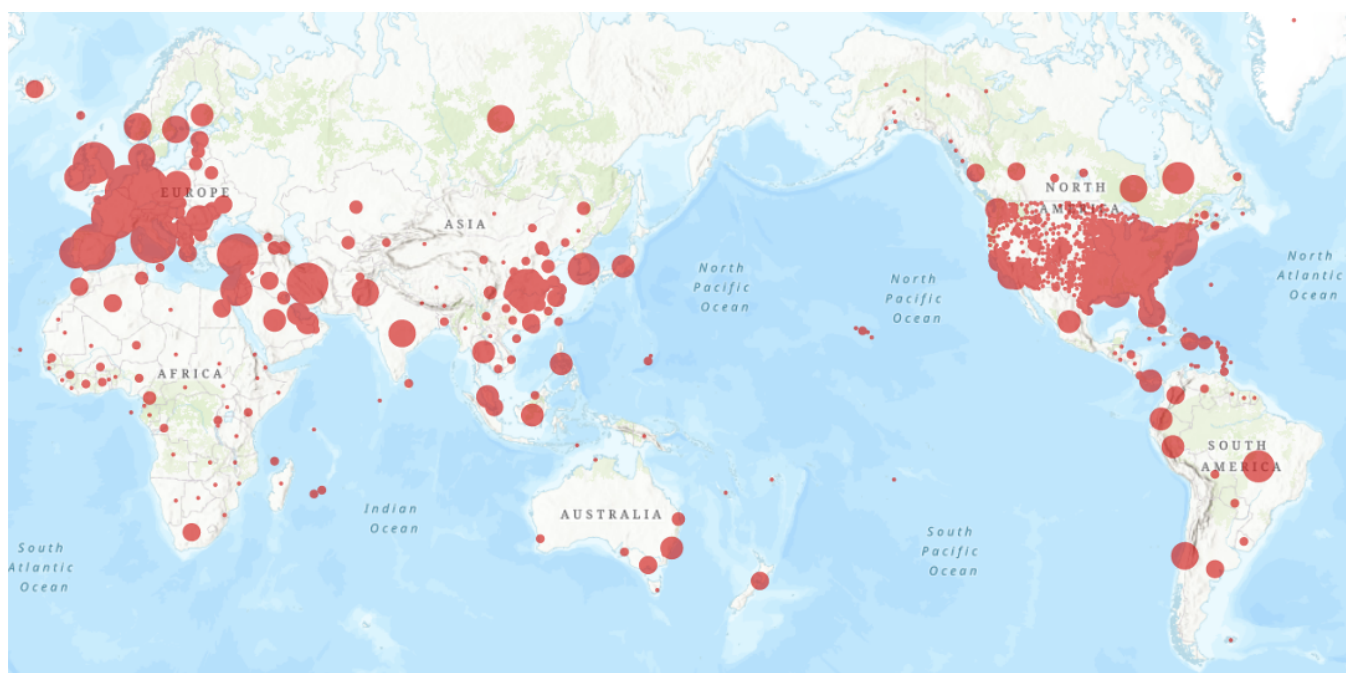 EUROPE
ASIA
NORTH
AMERICA
North
Pacific
Ocean
North
Pacific
Ocean
North
Atlantic
Ocean
AFRICA
SOUTH
AMERICA
Indian
Ocean
AUSTRALIA
South
Atlantic
Ocean
South
Pacific
Ocean